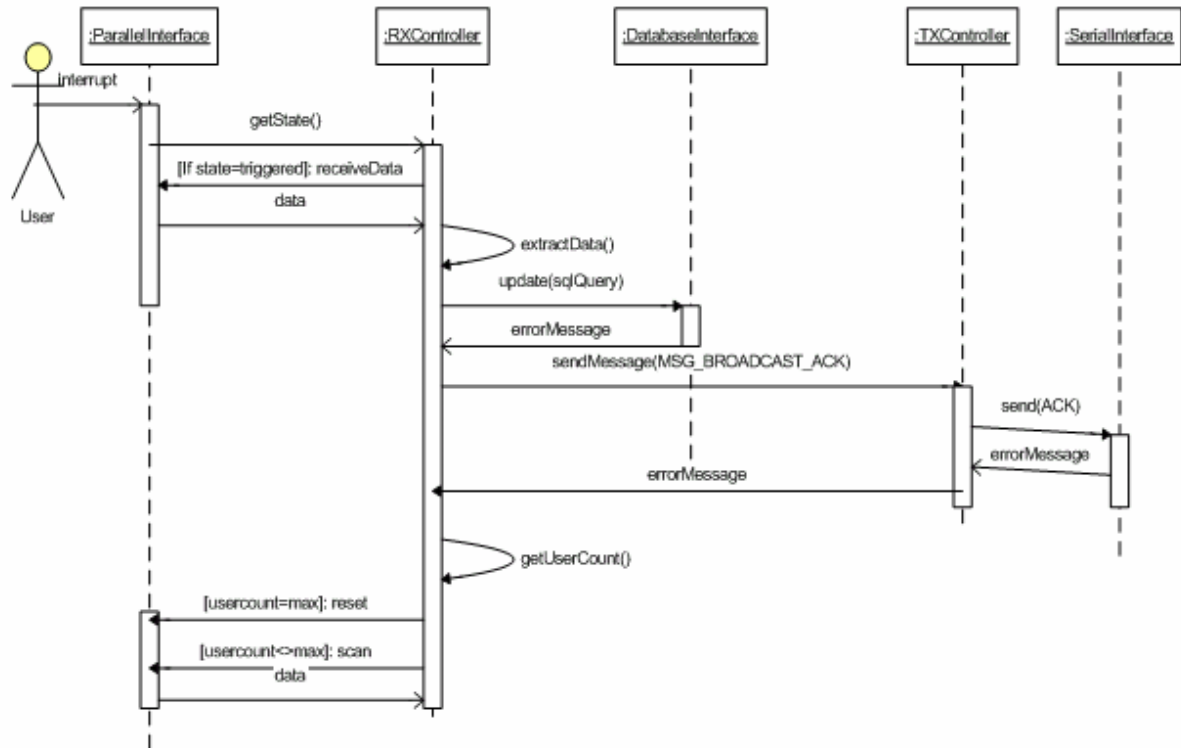 :ParallelInterface
:RXController
:DatabaseInterface
:TXController
:SerialInterface
interrupt
getState()
[If state=triggered]: receiveData
data
User
extractData()
update(sqlQuery)
errorMessage
sendMessage(MSG_BROADCAST_ACK)
send(ACK)
errorMessage
errorMessage
getUserCount()
[usercount=max]: reset
[usercount<>max]: scan
data